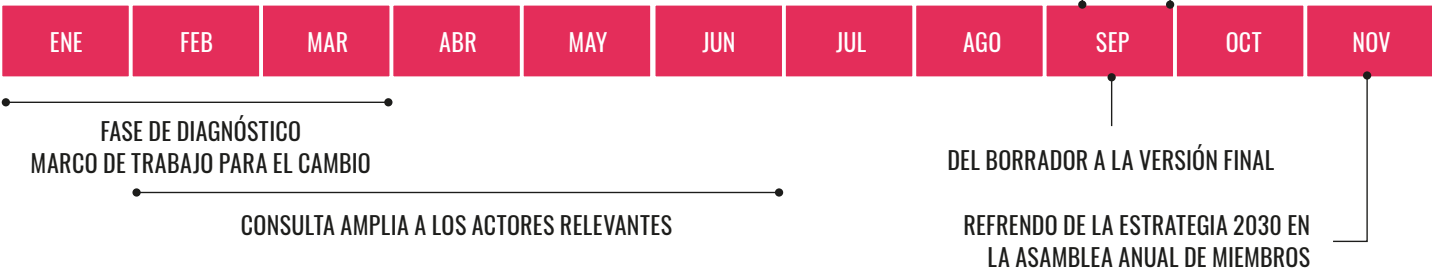 ENE FEB MAR ABR MAY JUN JUL AGO SEP OCT NOV
FASE DE DIAGNÓSTICO
MARCO DE TRABAJO PARA EL CAMBIO
DEL BORRADOR A LA VERSIÓN FINAL
CONSULTA AMPLIA A LOS ACTORES RELEVANTES
REFRENDO DE LA ESTRATEGIA 2030 EN
LA ASAMBLEA ANUAL DE MIEMBROS